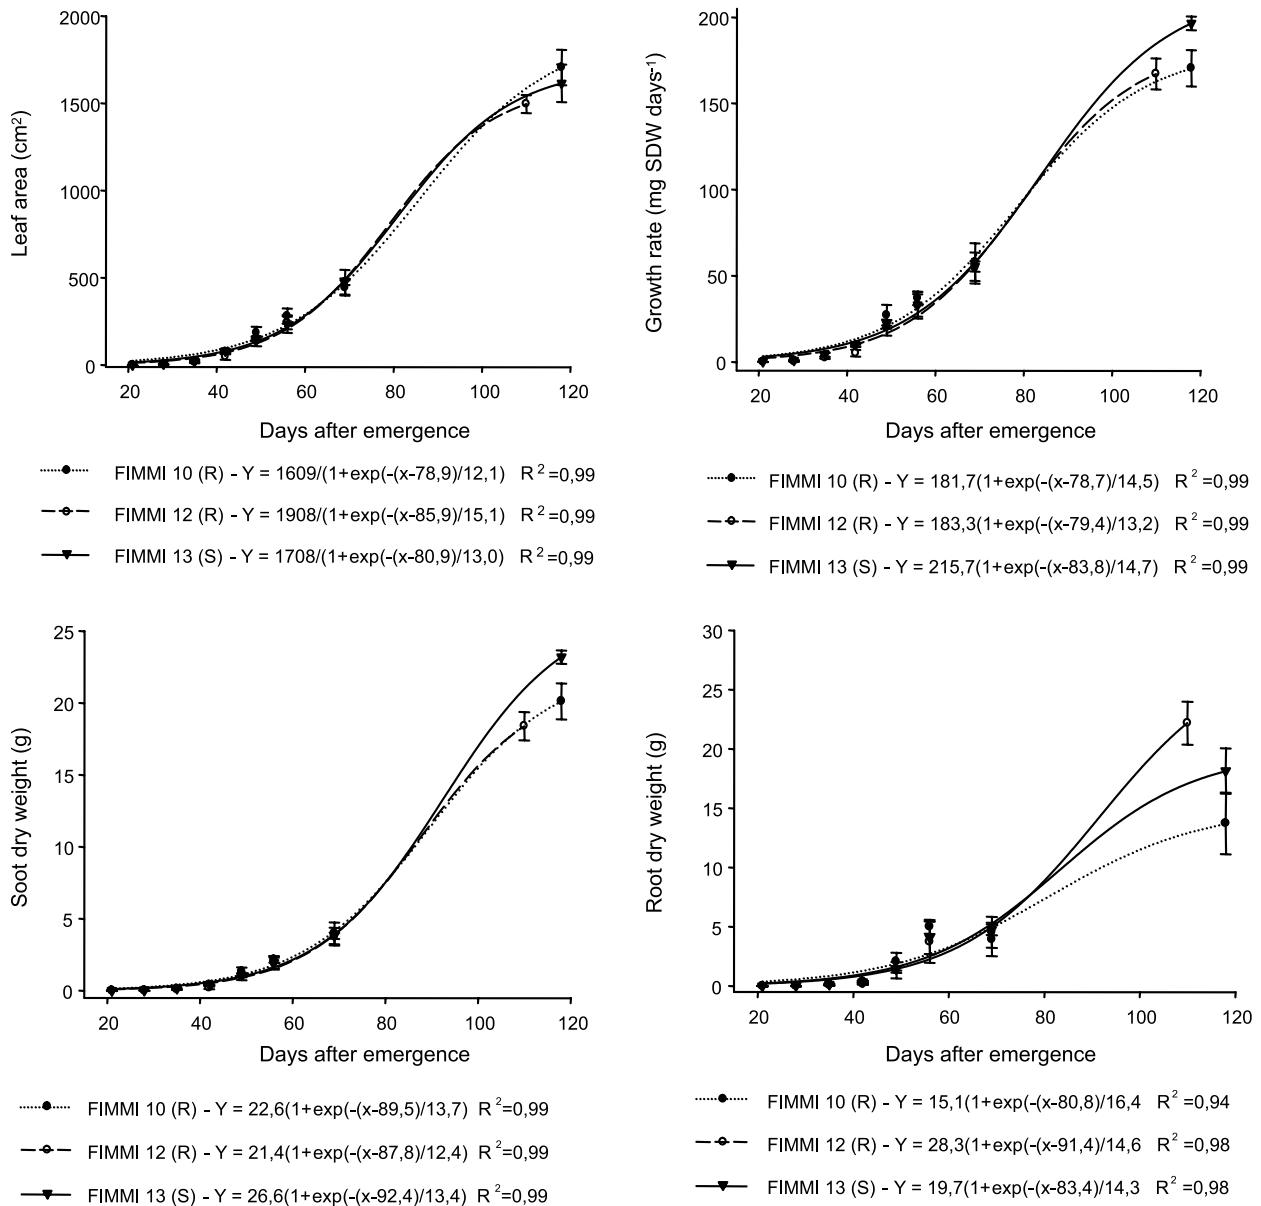 2000
1500
1000
500
0
Leaf area (cm²)
20 40 60 80 100 120
Days after emergence
FIMMI 10 (R) - Y = 1609/(1+exp(-(x-78,9)/12,1) R²=0,99
FIMMI 12 (R) - Y = 1908/(1+exp(-(x-85,9)/15,1) R²=0,99
FIMMI 13 (S) - Y = 1708/(1+exp(-(x-80,9)/13,0) R²=0,99
200
150
100
50
0
Growth rate (mg SDW days⁻¹)
20 40 60 80 100 120
Days after emergence
FIMMI 10 (R) - Y = 181,7(1+exp(-(x-78,7)/14,5) R²=0,99
FIMMI 12 (R) - Y = 183,3(1+exp(-(x-79,4)/13,2) R²=0,99
FIMMI 13 (S) - Y = 215,7(1+exp(-(x-83,8)/14,7) R²=0,99
25
20
15
10
5
0
Soot dry weight (g)
20 40 60 80 100 120
Days after emergence
FIMMI 10 (R) - Y = 22,6(1+exp(-(x-89,5)/13,7) R²=0,99
FIMMI 12 (R) - Y = 21,4(1+exp(-(x-87,8)/12,4) R²=0,99
FIMMI 13 (S) - Y = 26,6(1+exp(-(x-92,4)/13,4) R²=0,99
30
25
20
15
10
5
0
Root dry weight (g)
20 40 60 80 100 120
Days after emergence
FIMMI 10 (R) - Y = 15,1(1+exp(-(x-80,8)/16,4 R²=0,94
FIMMI 12 (R) - Y = 28,3(1+exp(-(x-91,4)/14,6 R²=0,98
FIMMI 13 (S) - Y = 19,7(1+exp(-(x-83,4)/14,3 R²=0,98